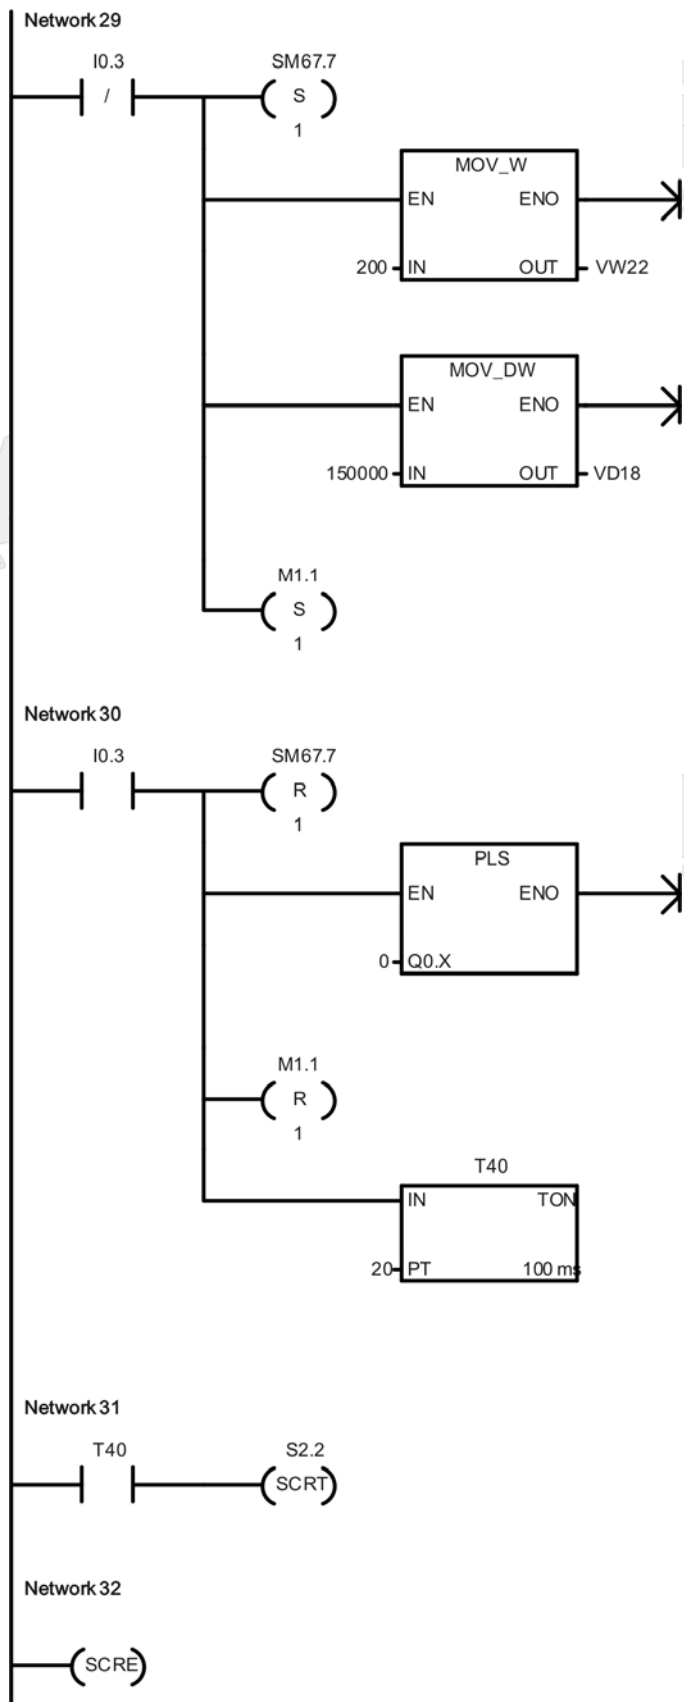 Network 29
I0.3
SM67.7
/
S
1
MOV_W
EN
ENO
200
IN
OUT
VW22
MOV_DW
EN
ENO
150000
IN
OUT
VD18
M1.1
S
1
Network 30
I0.3
SM67.7
R
1
PLS
EN
ENO
0
Q0.X
M1.1
R
1
T40
IN
TON
20
PT
100 ms
Network 31
T40
S2.2
SCRT
Network 32
SCRE